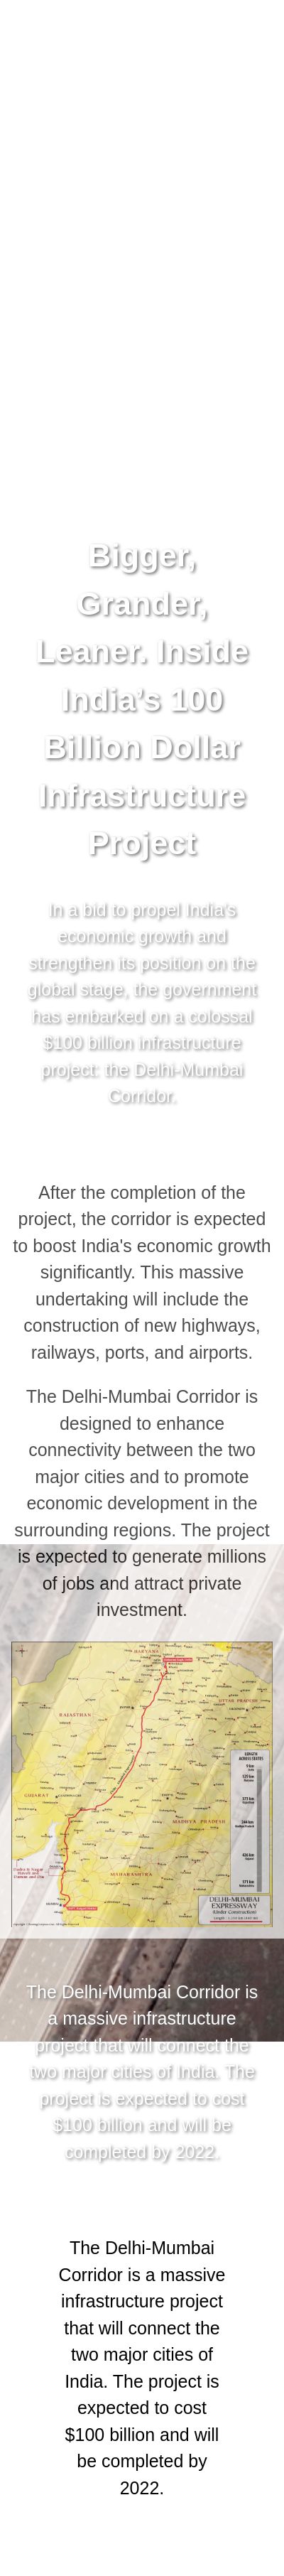 Bigger,
Grander,
Leaner. Inside
India's 100
Billion Dollar
Infrastructure
Project
In a bid to propel India's
economic growth and
strengthen its position on the
global stage, the government
has embarked on a colossal
$100 billion infrastructure
project: the Delhi-Mumbai
Corridor.
After the completion of the
project, the corridor is expected
to boost India's economic growth
significantly. This massive
undertaking will include the
construction of new highways,
railways, ports, and airports.
The Delhi-Mumbai Corridor is
designed to enhance
connectivity between the two
major cities and to promote
economic development in the
surrounding regions. The project
is expected to generate millions
of jobs and attract private
investment.
HARYANA
UTTAR PRADESH
RAJASTHAN
GUJARAT
MADHYA PRADESH
MAHARASHTRA
DELHI-MUMBAI
EXPRESSWAY
(Under Construction)
The Delhi-Mumbai Corridor is
a massive infrastructure
project that will connect the
two major cities of India. The
project is expected to cost
$100 billion and will be
completed by 2022.
The Delhi-Mumbai
Corridor is a massive
infrastructure project
that will connect the
two major cities of
India. The project is
expected to cost
$100 billion and will
be completed by
2022.